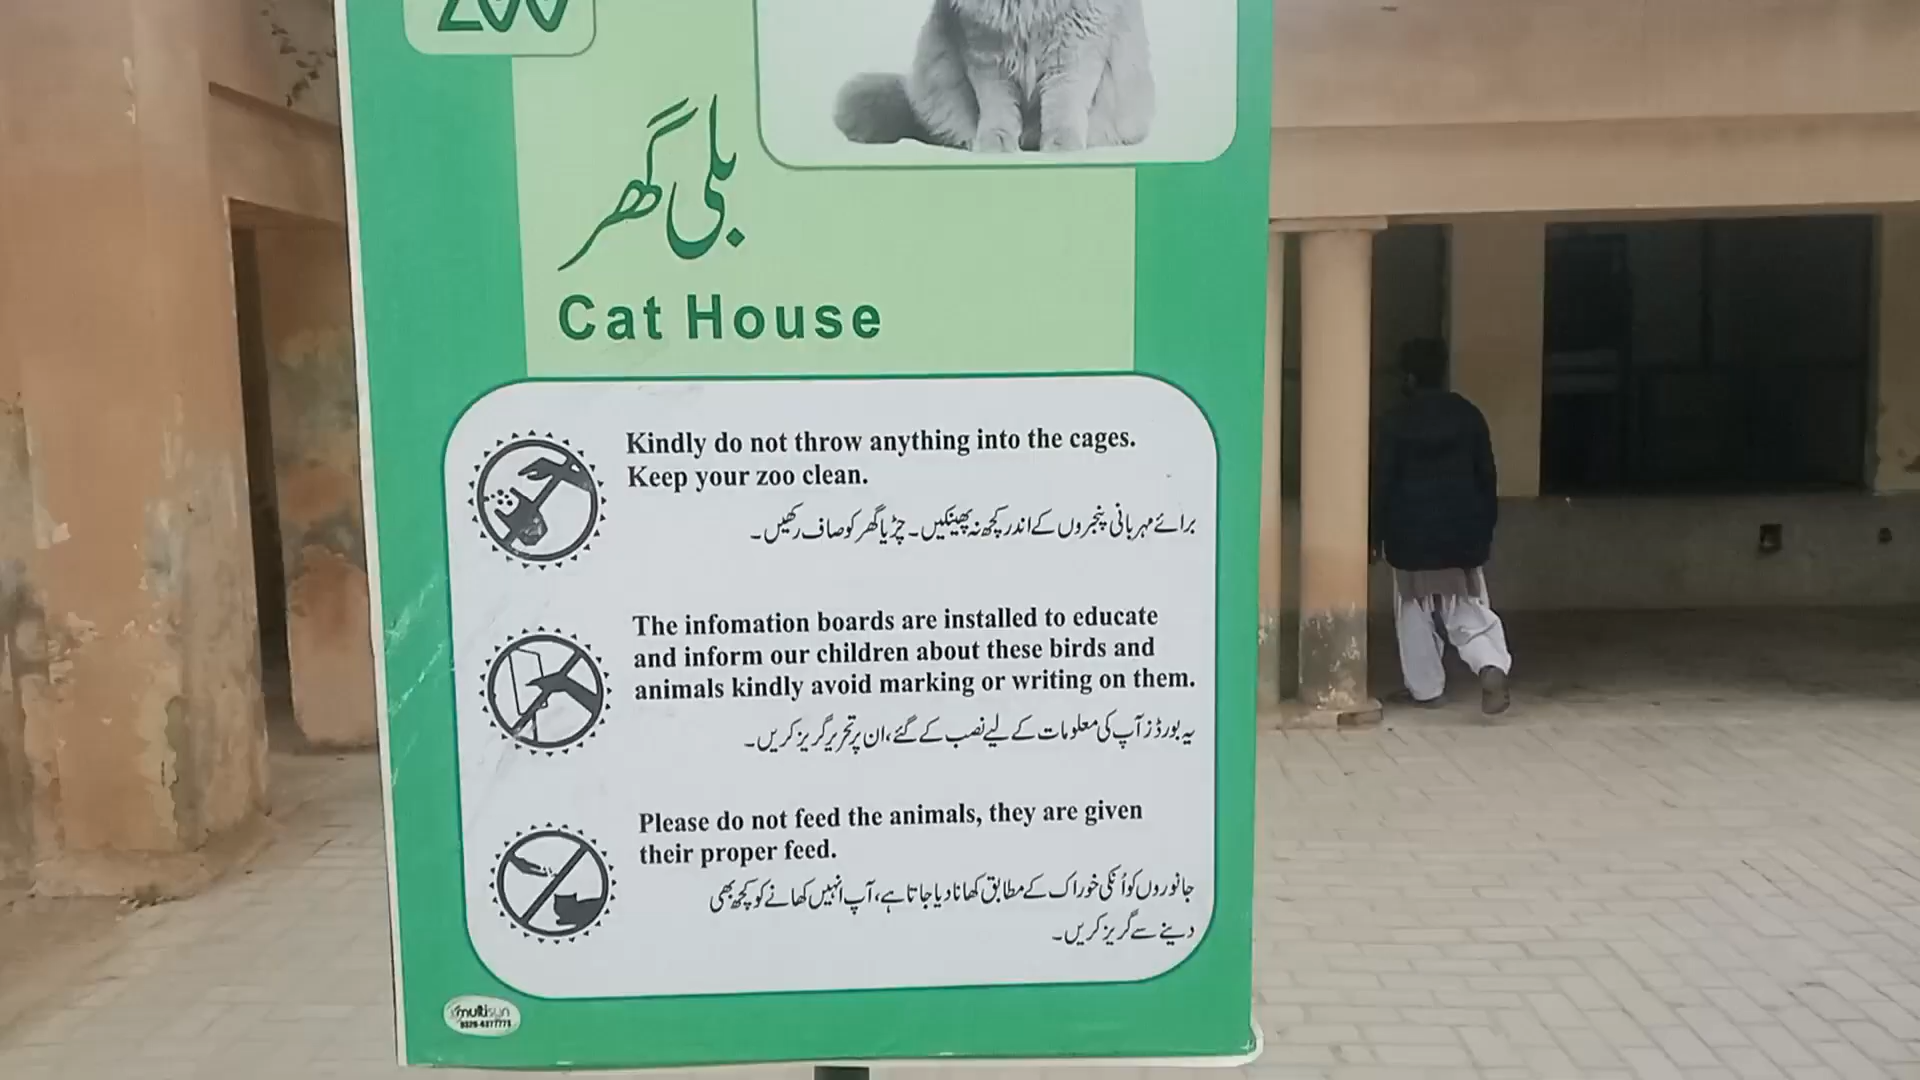 ZOO
بلی گھر
Cat House
Kindly do not throw anything into the cages.
Keep your zoo clean.
برائے مہربانی پنجروں کے اندر کچھ نہ پھینکیں۔ چڑیا گھر کو صاف رکھیں۔
The infomation boards are installed to educate
and inform our children about these birds and
animals kindly avoid marking or writing on them.
یہ بورڈز آپ کی معلومات کے لیے نصب کے گئے، ان پر تحریر گریز کریں۔
Please do not feed the animals, they are given
their proper feed.
جانوروں کو اُنکی خوراک کے مطابق کھانا دیا جاتا ہے، آپ انہیں کھانے کو کچھ بھی
دینے سے گریز کریں۔
multisyn